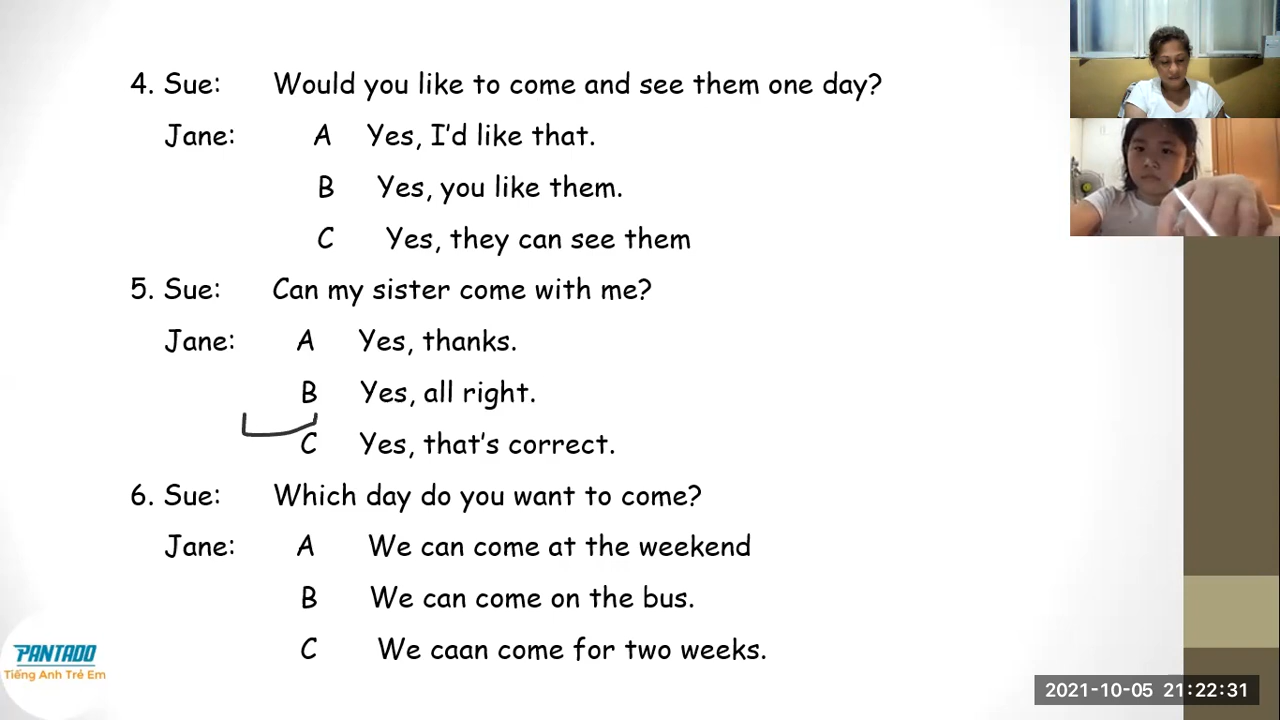 4. Sue: Would you like to come and see them one day?
Jane: A Yes, I'd like that.
B Yes, you like them.
C Yes, they can see them
5. Sue: Can my sister come with me?
Jane: A Yes, thanks.
B Yes, all right.
C Yes, that's correct.
6. Sue: Which day do you want to come?
Jane: A We can come at the weekend
B We can come on the bus.
C We caan come for two weeks.
PANTADO
Tiếng Anh Trẻ Em
2021-10-05 21:22:31